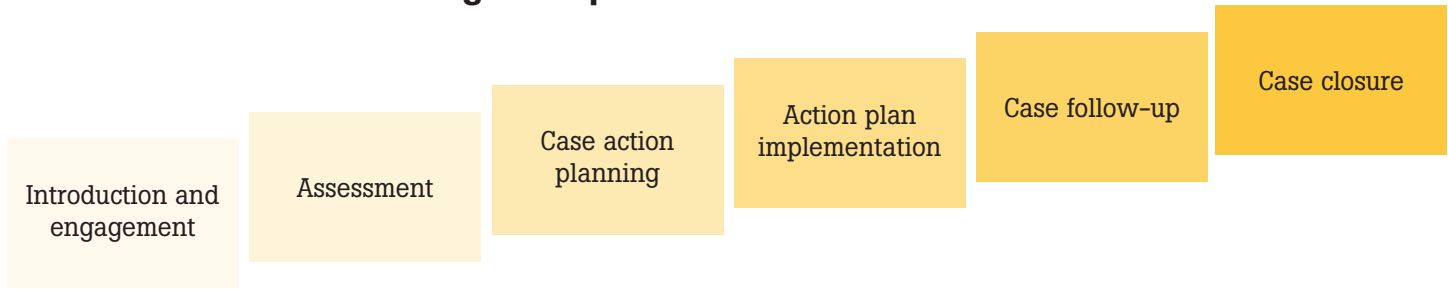 Introduction and
engagement
Assessment
Case action
planning
Action plan
implementation
Case follow-up
Case closure